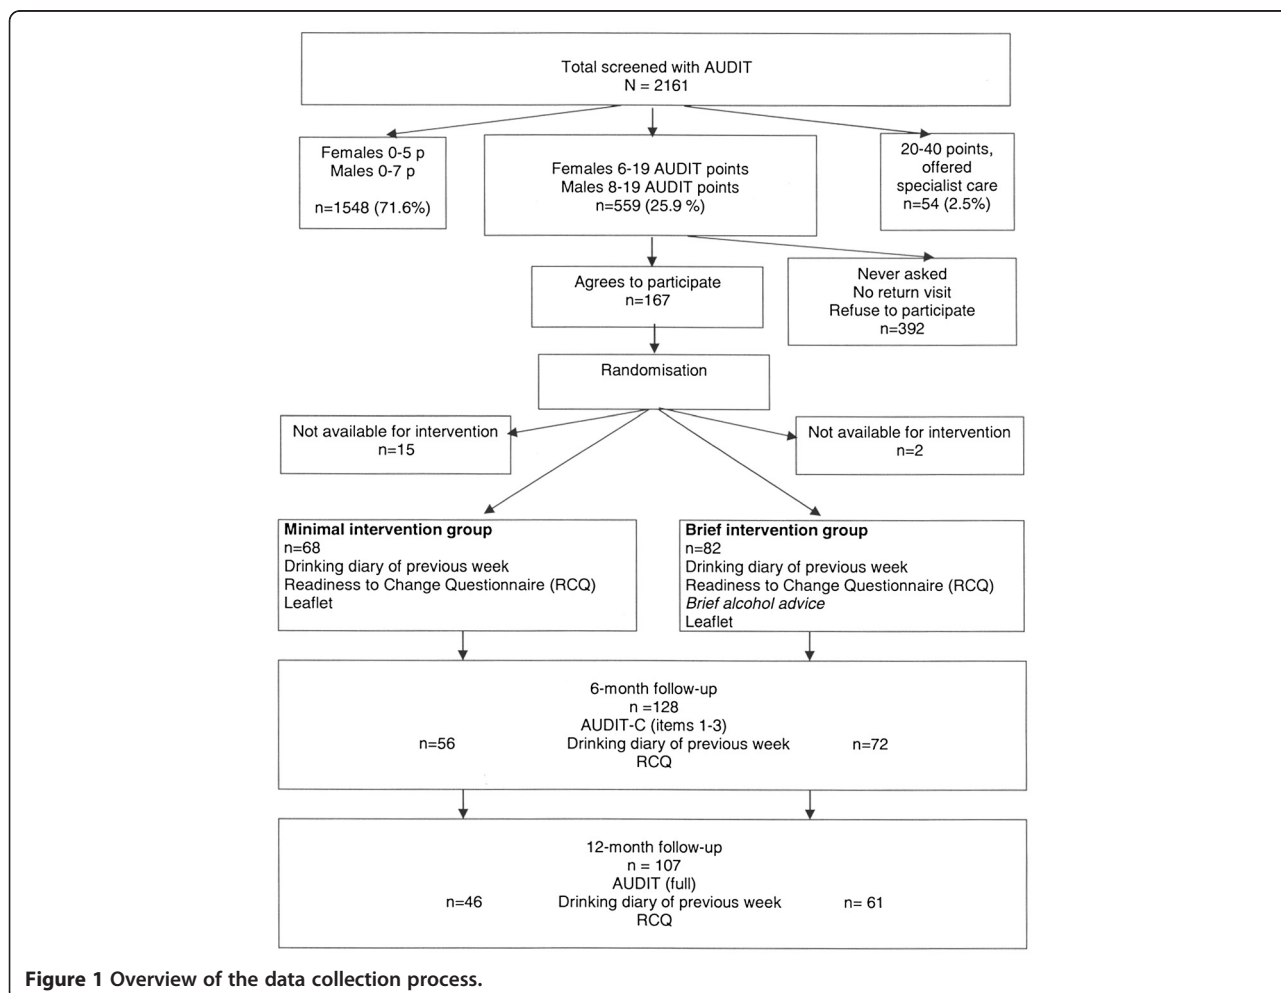 Total screened with AUDIT
N = 2161
Females 0-5 p
Males 0-7 p
n=1548 (71.6%)
Females 6-19 AUDIT points
Males 8-19 AUDIT points
n=559 (25.9 %)
20-40 points,
offered
specialist care
n=54 (2.5%)
Agrees to participate
n=167
Never asked
No return visit
Refuse to participate
n=392
Randomisation
Not available for intervention
n=15
Not available for intervention
n=2
Minimal intervention group
n=68
Drinking diary of previous week
Readiness to Change Questionnaire (RCQ)
Leaflet
Brief intervention group
n=82
Drinking diary of previous week
Readiness to Change Questionnaire (RCQ)
Brief alcohol advice
Leaflet
6-month follow-up
n =128
AUDIT-C (items 1-3)
n=56 Drinking diary of previous week n=72
RCQ
12-month follow-up
n = 107
AUDIT (full)
n=46 Drinking diary of previous week n= 61
RCQ
Figure 1 Overview of the data collection process.